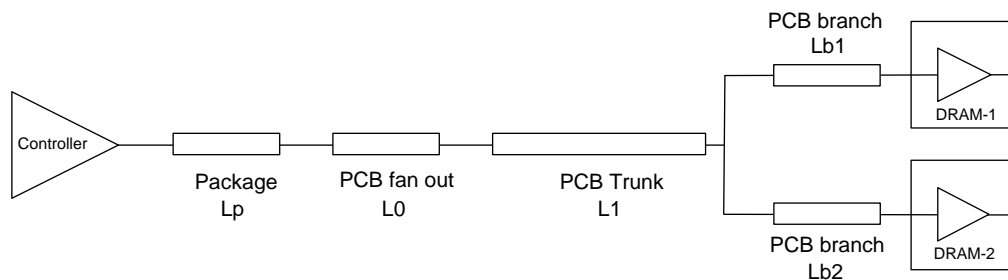 PCB branch
Lb1
DRAM-1
Controller
Package
Lp
PCB fan out
L0
PCB Trunk
L1
PCB branch
Lb2
DRAM-2